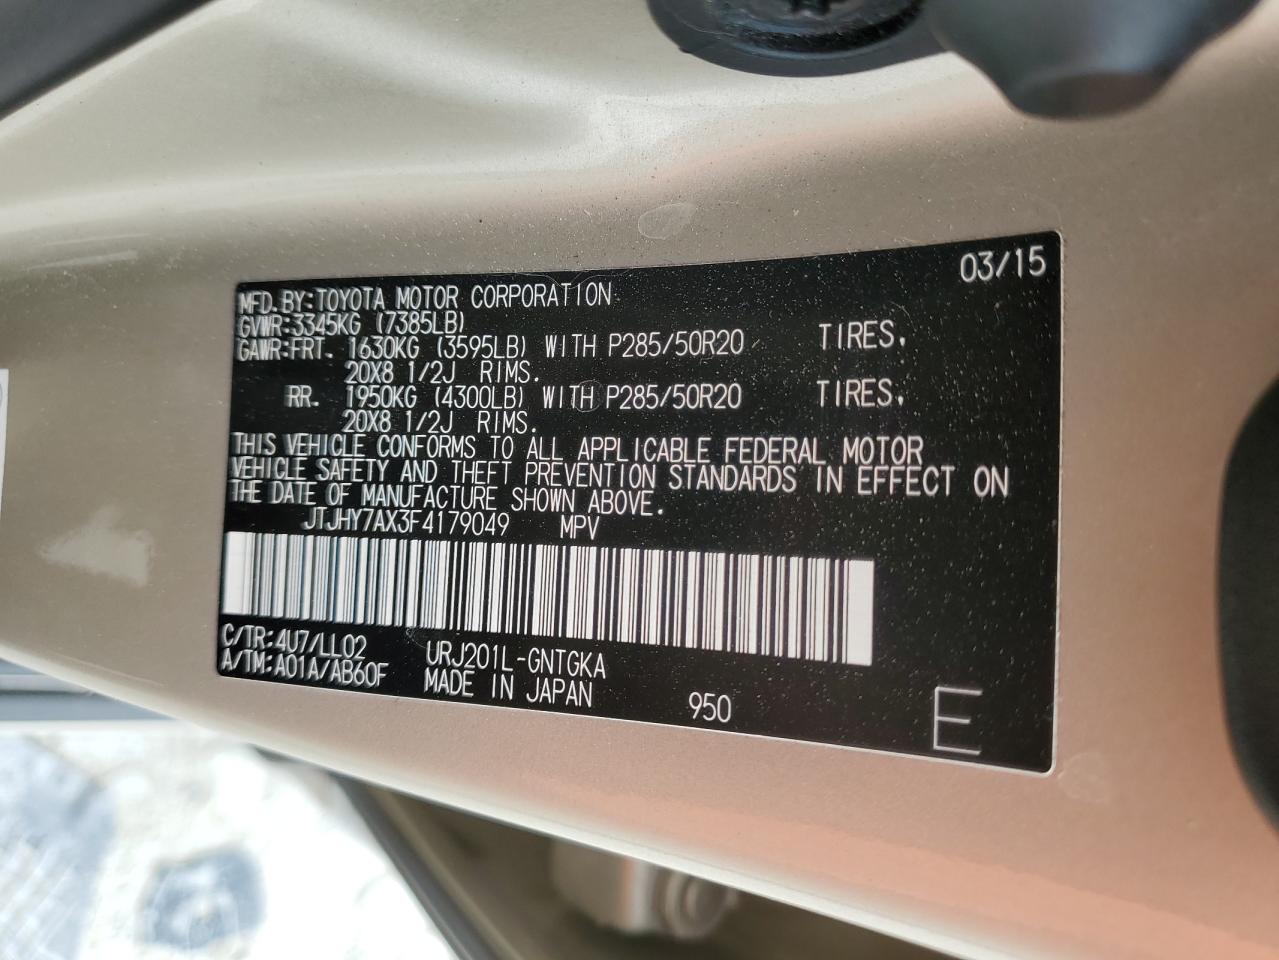 03/15
MFD.BY:TOYOTA MOTOR CORPORATION
GVWR:3345KG (7385LB)
GAWR:FRT. 1630KG (3595LB) WITH P285/50R20 TIRES,
20X8 1/2J RIMS.
RR. 1950KG (4300LB) WITH P285/50R20 TIRES,
20X8 1/2J RIMS.
THIS VEHICLE CONFORMS TO ALL APPLICABLE FEDERAL MOTOR
VEHICLE SAFETY AND THEFT PREVENTION STANDARDS IN EFFECT ON
THE DATE OF MANUFACTURE SHOWN ABOVE.
JTJHY7AX3F4179049 MPV
C/TR:4U7/LL02 URJ201L-GNTGKA
A/TM:A01A/AB60F MADE IN JAPAN 950 E